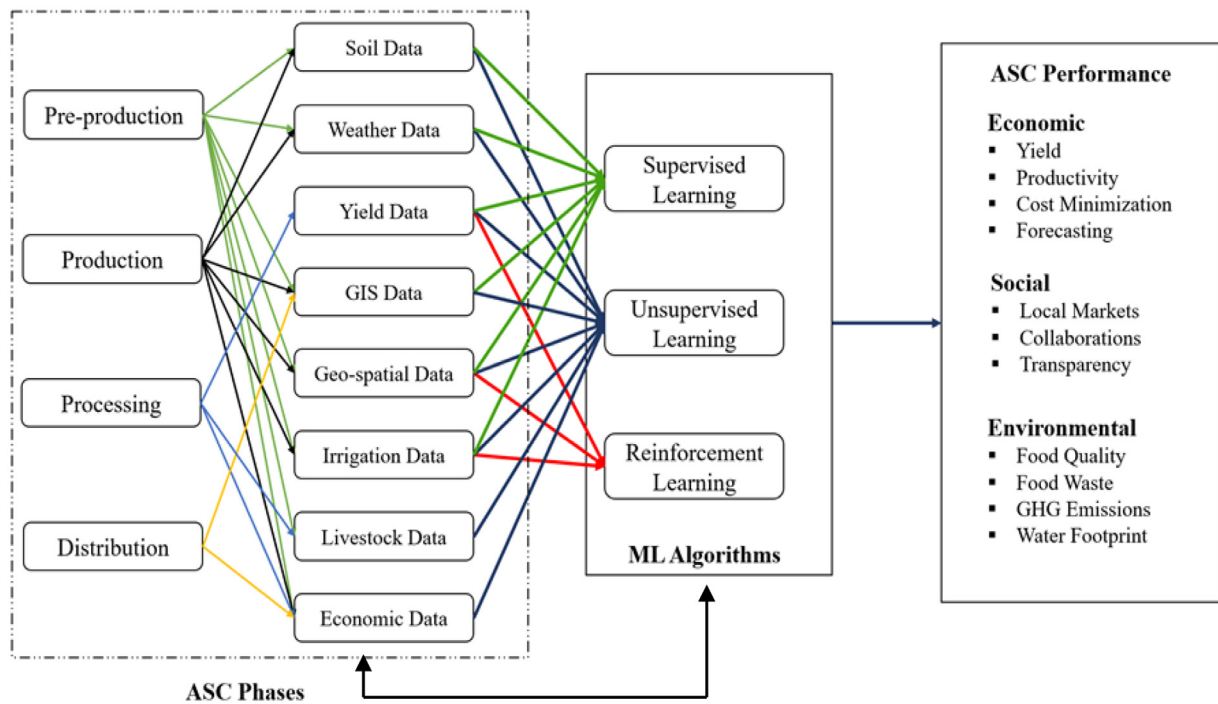 Pre-production
Production
Processing
Distribution
Soil Data
Weather Data
Yield Data
GIS Data
Geo-spatial Data
Irrigation Data
Livestock Data
Economic Data
ASC Phases
Supervised
Learning
Unsupervised
Learning
Reinforcement
Learning
ML Algorithms
ASC Performance
Economic
▪ Yield
▪ Productivity
▪ Cost Minimization
▪ Forecasting
Social
▪ Local Markets
▪ Collaborations
▪ Transparency
Environmental
▪ Food Quality
▪ Food Waste
▪ GHG Emissions
▪ Water Footprint